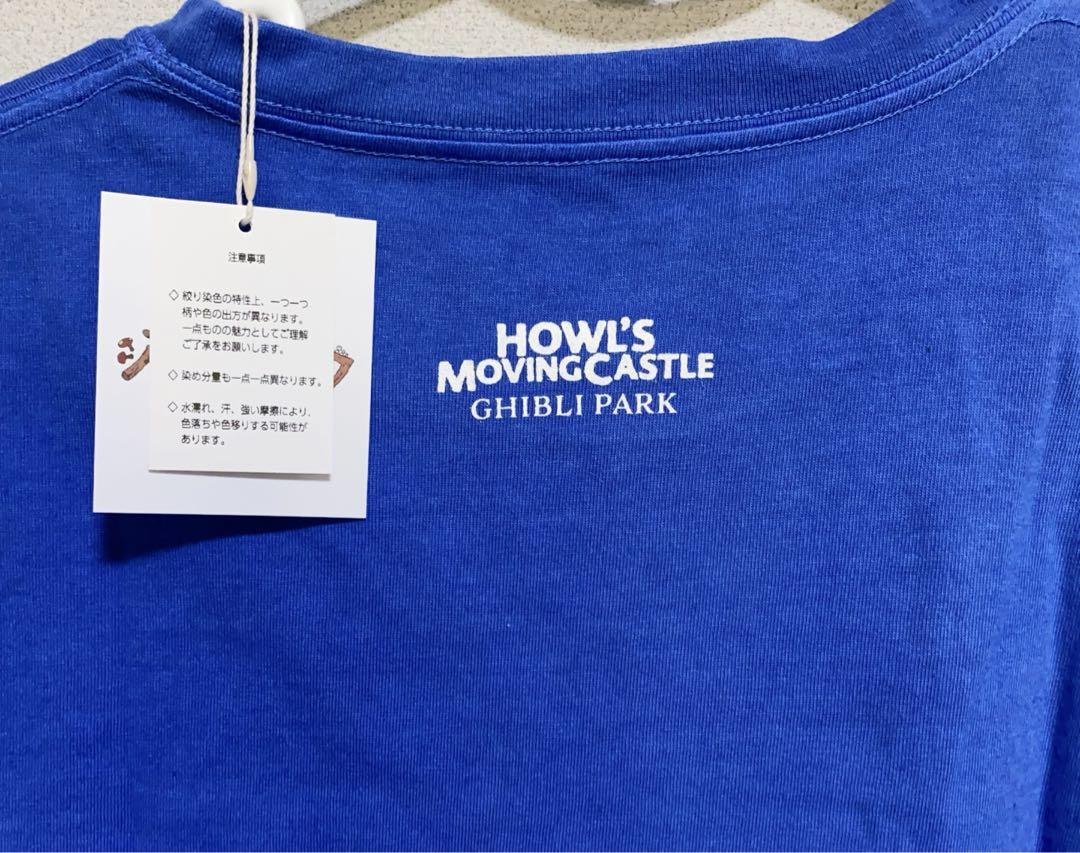 注意事項
◇ 絞り染色の特性上、一つ一つ
柄や色の出方が異なります。
一点ものの魅力としてご理解
ご了承をお願いします。
◇ 染め分量も一点一点異なります。
◇ 水濡れ、汗、強い摩擦により、
色落ちや色移りする可能性が
あります。
HOWL'S
MOVINGCASTLE
GHIBLI PARK